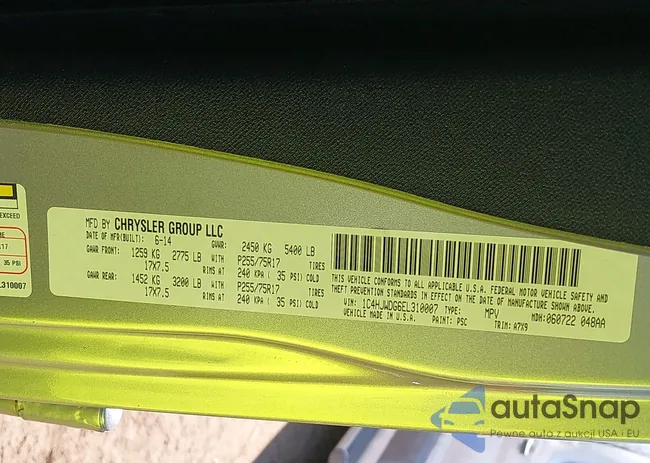 EXCEED
RE
R17
35 PSI
L310007
MFD BY CHRYSLER GROUP LLC
DATE OF MFR(BUILT): 6-14 GVWR: 2450 KG 5400 LB
GAWR FRONT: 1259 KG 2775 LB P255/75R17 TIRES
17X7.5 RIMS AT 240 KPA ( 35 PSI) COLD
WITH
GAWR REAR: 1452 KG 3200 LB P255/75R17 TIRES
17X7.5 RIMS AT 240 KPA ( 35 PSI) COLD
WITH
THIS VEHICLE CONFORMS TO ALL APPLICABLE U.S.A. FEDERAL MOTOR VEHICLE SAFETY AND
THEFT PREVENTION STANDARDS IN EFFECT ON THE DATE OF MANUFACTURE SHOWN ABOVE.
VIN: 1C4HJWDG6EL310007 TYPE: MPV MDH: 060722 048AA
VEHICLE MADE IN U.S.A. PAINT: PSC TRIM: A7X9
autaSnap
Pewne auta z aukcji USA i EU